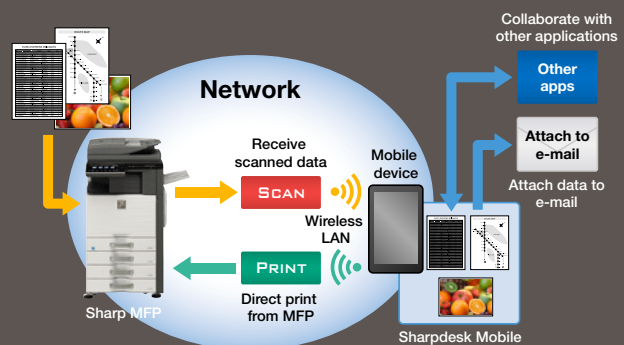 Collaborate with
other applications
Other
apps
Network
Attach to
e-mail
Receive
scanned data
Mobile
device
SCAN
Attach data to
e-mail
Wireless
LAN
PRINT
Direct print
from MFP
Sharp MFP
Sharpdesk Mobile